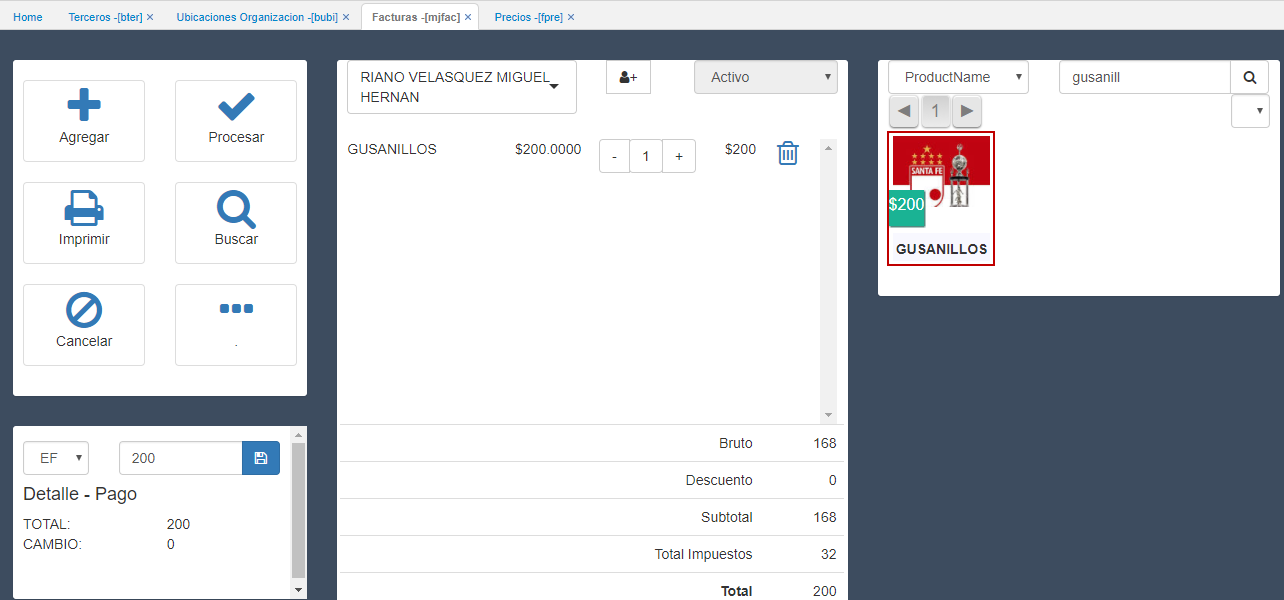 Home
Terceros -[bter] ×
Ubicaciones Organizacion -[bubi] ×
Facturas -[mjfac] ×
Precios -[fpre] ×
Agregar
Procesar
Imprimir
Buscar
Cancelar
.
EF
200
Detalle - Pago
TOTAL: 200
CAMBIO: 0
RIANO VELASQUEZ MIGUEL
HERNAN
+
Activo
GUSANILLOS $200.0000 - 1 + $200
Bruto 168
Descuento 0
Subtotal 168
Total Impuestos 32
Total 200
ProductName
gusanill
1
SANTA FE
$200
GUSANILLOS